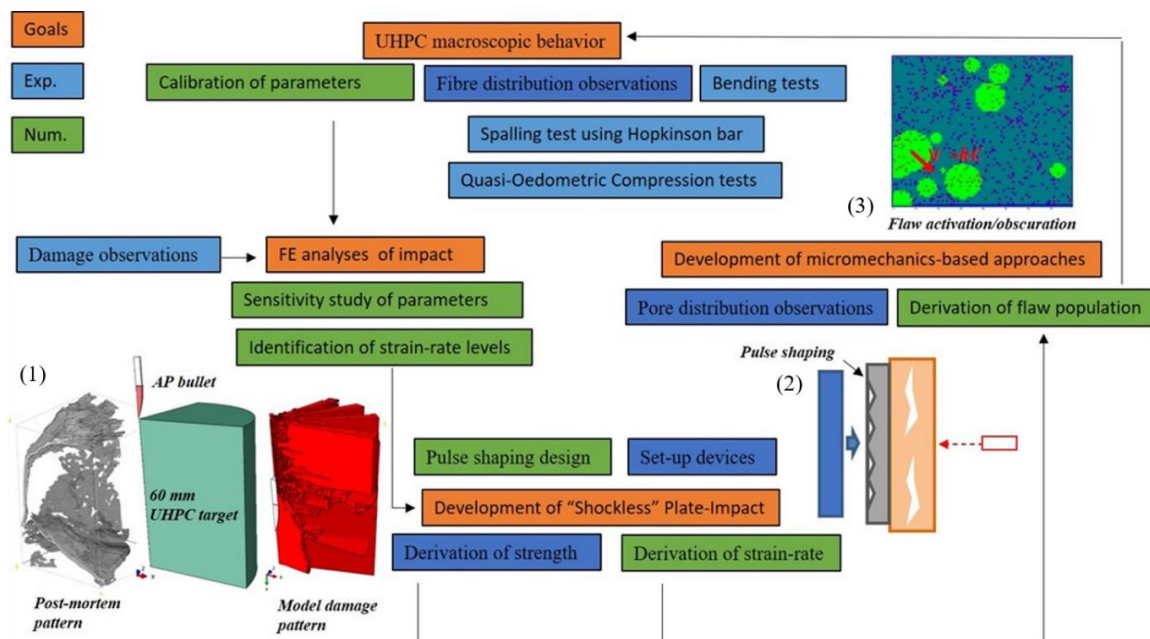 Goals
Exp.
Num.
UHPC macroscopic behavior
Calibration of parameters
Fibre distribution observations
Bending tests
Spalling test using Hopkinson bar
Quasi-Oedometric Compression tests
(3)
Flaw activation/obscuration
Damage observations
FE analyses of impact
Development of micromechanics-based approaches
Sensitivity study of parameters
Pore distribution observations
Derivation of flaw population
Identification of strain-rate levels
Pulse shaping
(1)
AP bullet
(2)
60 mm
UHPC target
Pulse shaping design
Set-up devices
Development of “Shockless” Plate-Impact
Derivation of strength
Derivation of strain-rate
Post-mortem
pattern
Model damage
pattern